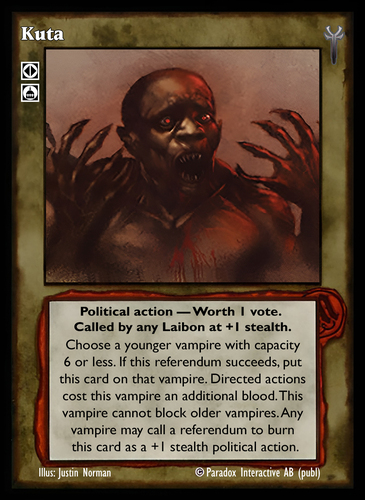 Kuta
Political action — Worth 1 vote.
Called by any Laibon at +1 stealth.
Choose a younger vampire with capacity
6 or less. If this referendum succeeds, put
this card on that vampire. Directed actions
cost this vampire an additional blood. This
vampire cannot block older vampires. Any
vampire may call a referendum to burn
this card as a +1 stealth political action.
Illus: Justin Norman
© Paradox Interactive AB (publ)